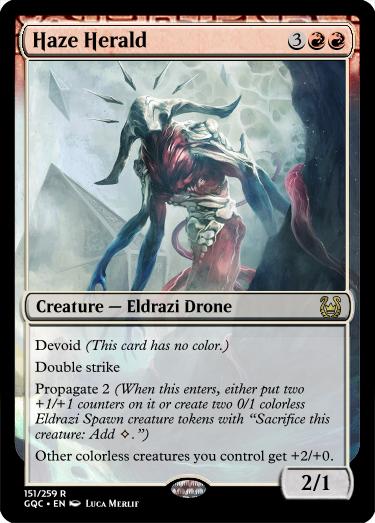 Haze Herald 3
Creature — Eldrazi Drone
Devoid (This card has no color.)
Double strike
Propagate 2 (When this enters, either put two
+1/+1 counters on it or create two 0/1 colorless
Eldrazi Spawn creature tokens with “Sacrifice this
creature: Add ◇.”)
Other colorless creatures you control get +2/+0.
2/1
151/259 R
GQC • EN Luca Merlif